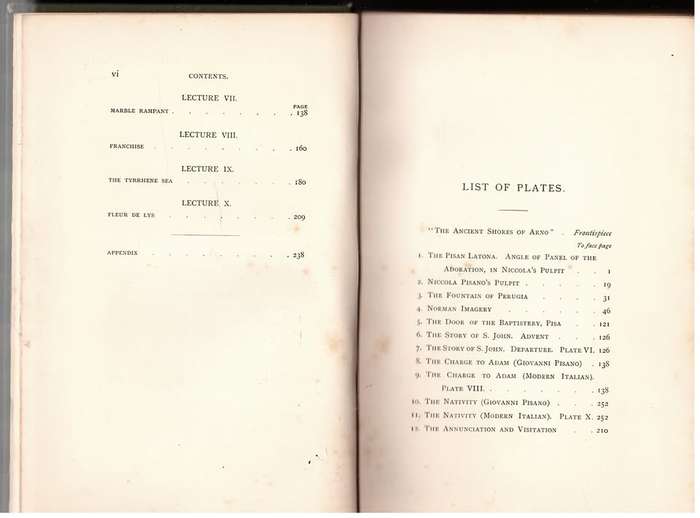 vi CONTENTS.
LECTURE VII.
PAGE
MARBLE RAMPANT . . . . . . . . 138
LECTURE VIII.
FRANCHISE . . . . . . . . 160
LECTURE IX.
THE TYRRHENE SEA . . . . . . . 180
LECTURE X.
FLEUR DE LYS . . . . . . . . 209
APPENDIX . . . . . . . . 238
LIST OF PLATES.
"The Ancient Shores of Arno" . Frontispiece
To face page
1. The Pisan Latona. Angle of Panel of the
Adoration, in Niccola's Pulpit . . 1
2. Niccola Pisano's Pulpit . . . . . 19
3. The Fountain of Perugia . . . . 31
4. Norman Imagery . . . . . . 46
5. The Door of the Baptistery, Pisa . . 121
6. The Story of S. John. Advent . . . 126
7. The Story of S. John. Departure. Plate VI. 126
8. The Charge to Adam (Giovanni Pisano) . 138
9. The Charge to Adam (Modern Italian).
Plate VIII. . . . . . . . 138
10. The Nativity (Giovanni Pisano) . . . 252
11. The Nativity (Modern Italian). Plate X. 252
12. The Annunciation and Visitation . . 210